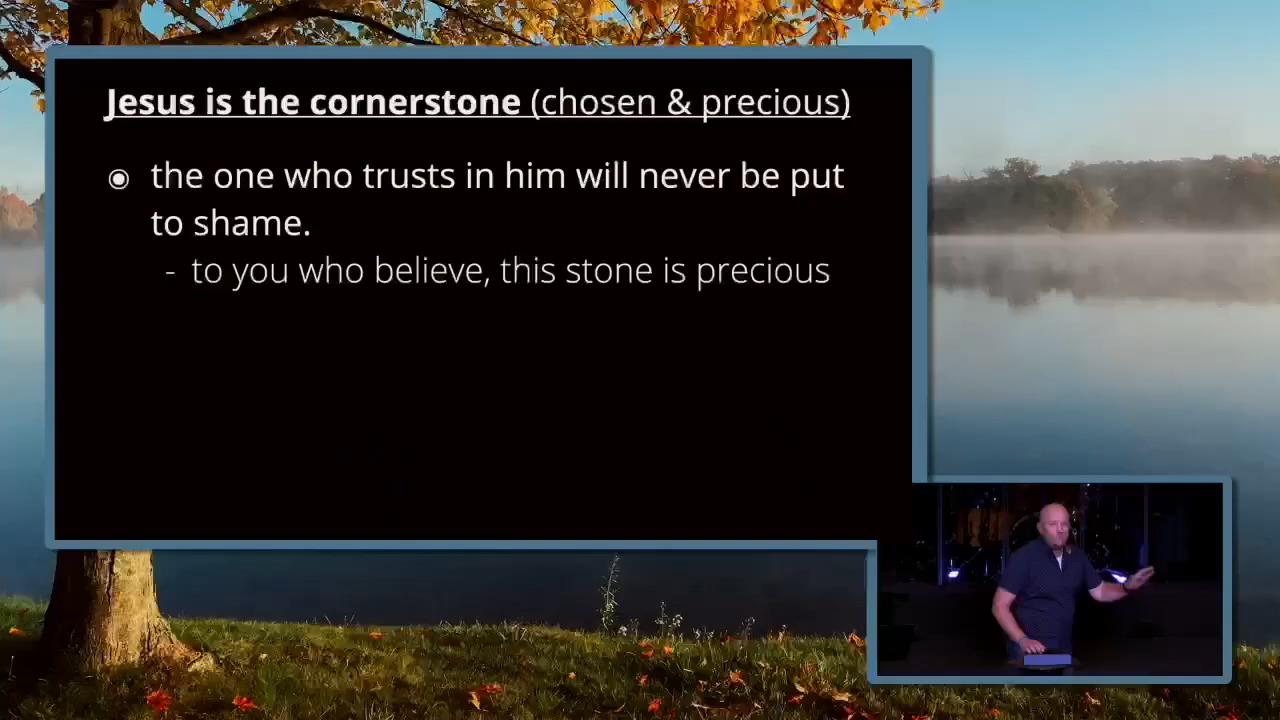 Jesus is the cornerstone (chosen & precious)
◉ the one who trusts in him will never be put
to shame.
- to you who believe, this stone is precious